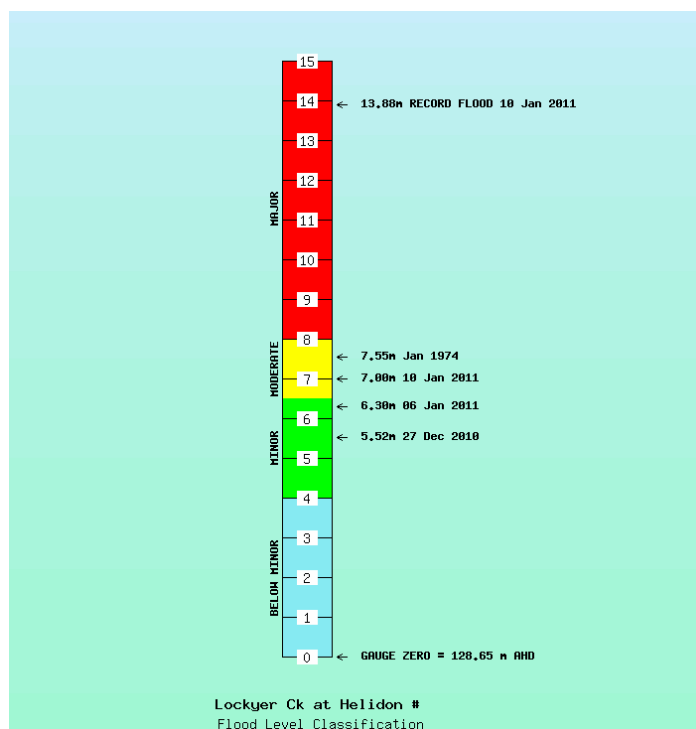 15
14
13.88m RECORD FLOOD 10 Jan 2011
13
12
MAJOR
11
10
9
8
7.55m Jan 1974
MODERATE
7
7.00m 10 Jan 2011
6.30m 06 Jan 2011
6
5.52m 27 Dec 2010
MINOR
5
4
3
BELOW MINOR
2
1
0
GAUGE ZERO = 128.65 m AHD
Lockyer Ck at Helidon #
Flood Level Classification